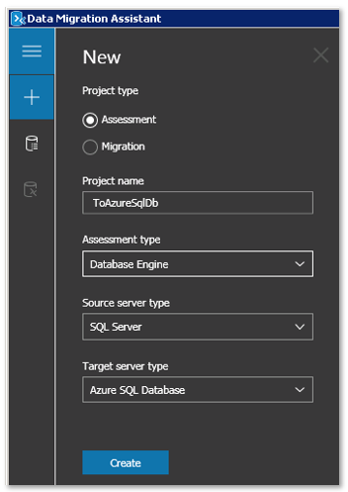 Data Migration Assistant
New
Project type
Assessment
Migration
Project name
ToAzureSqlDb
Assessment type
Database Engine
Source server type
SQL Server
Target server type
Azure SQL Database
Create